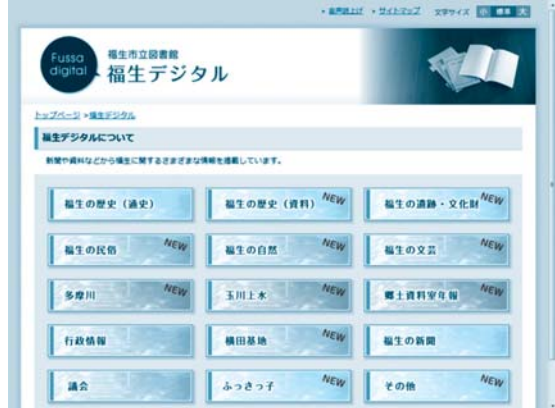 音声読上げ サイトマップ 文字サイズ 小 標準 大
Fussa digital
福生市立図書館
福生デジタル
トップページ >福生デジタル
福生デジタルについて
新聞や資料などから福生に関するさまざまな情報を掲載しています。
福生の歴史（通史） 福生の歴史（資料） NEW 福生の遺跡・文化財 NEW
福生の民俗 NEW 福生の自然 NEW 福生の文芸 NEW
多摩川 NEW 玉川上水 NEW 郷土資料室年報 NEW
行政情報 横田基地 NEW 福生の新聞
議会 ふっさっ子 NEW その他 NEW